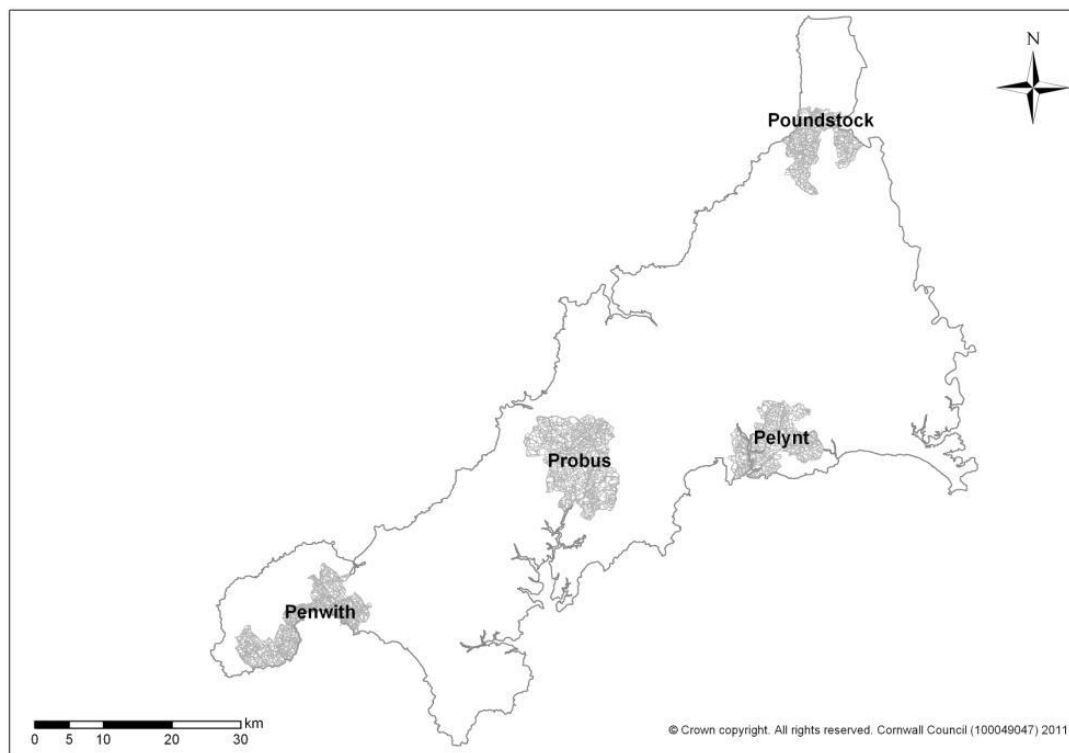 N
Poundstock
Pelynt
Probus
Penwith
km
0 5 10 20 30
© Crown copyright. All rights reserved. Cornwall Council (100049047) 2011